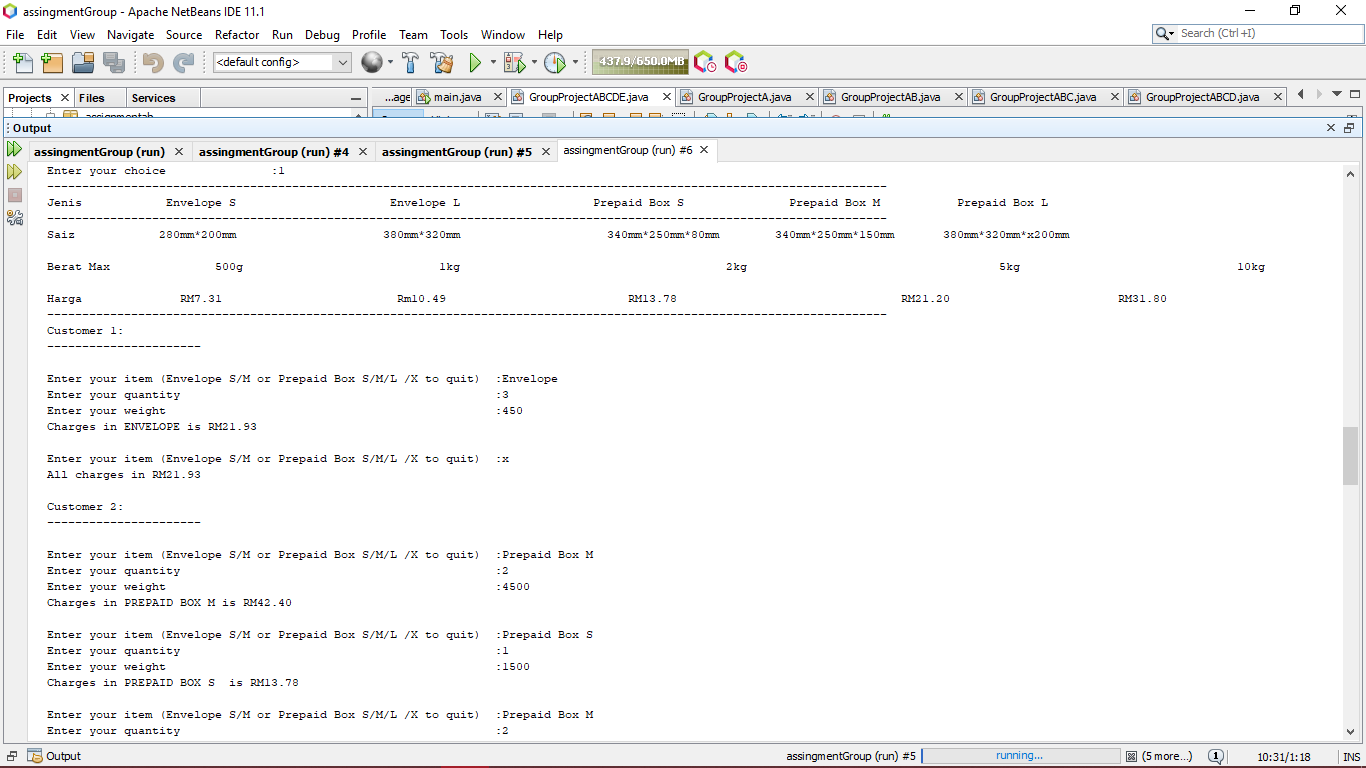 assingmentGroup - Apache NetBeans IDE 11.1
File Edit View Navigate Source Refactor Run Debug Profile Team Tools Window Help
Search (Ctrl+I)
<default config>
437.9/650.0MB
Projects Files Services
...age main.java GroupProjectABCDE.java GroupProjectA.java GroupProjectAB.java GroupProjectABC.java GroupProjectABCD.java
assignmentab
Output
assingmentGroup (run) assingmentGroup (run) #4 assingmentGroup (run) #5 assingmentGroup (run) #6
Enter your choice :1
------------------------------------------------------------------------------------------------------------------------
Jenis Envelope S Envelope L Prepaid Box S Prepaid Box M Prepaid Box L
------------------------------------------------------------------------------------------------------------------------
Saiz 280mm*200mm 380mm*320mm 340mm*250mm*80mm 340mm*250mm*150mm 380mm*320mm*x200mm
Berat Max 500g 1kg 2kg 5kg 10kg
Harga RM7.31 Rm10.49 RM13.78 RM21.20 RM31.80
------------------------------------------------------------------------------------------------------------------------
Customer 1:
----------------------
Enter your item (Envelope S/M or Prepaid Box S/M/L /X to quit) :Envelope
Enter your quantity :3
Enter your weight :450
Charges in ENVELOPE is RM21.93
Enter your item (Envelope S/M or Prepaid Box S/M/L /X to quit) :x
All charges in RM21.93
Customer 2:
----------------------
Enter your item (Envelope S/M or Prepaid Box S/M/L /X to quit) :Prepaid Box M
Enter your quantity :2
Enter your weight :4500
Charges in PREPAID BOX M is RM42.40
Enter your item (Envelope S/M or Prepaid Box S/M/L /X to quit) :Prepaid Box S
Enter your quantity :1
Enter your weight :1500
Charges in PREPAID BOX S  is RM13.78
Enter your item (Envelope S/M or Prepaid Box S/M/L /X to quit) :Prepaid Box M
Enter your quantity :2
Output assingmentGroup (run) #5 running... (5 more...) 1 10:31/1:18 INS